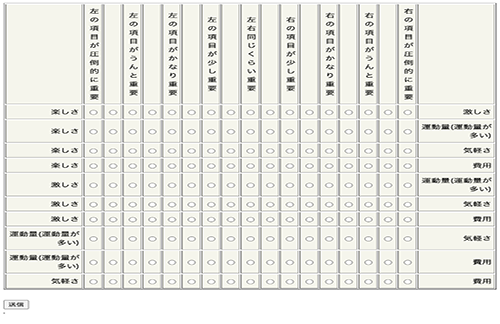 左の項目が圧倒的に重要
左の項目がうんと重要
左の項目がかなり重要
左の項目が少し重要
左右同じくらい重要
右の項目が少し重要
右の項目がかなり重要
右の項目がうんと重要
右の項目が圧倒的に重要
楽しさ 激しさ
楽しさ 運動量(運動量が
多い)
楽しさ 気軽さ
楽しさ 費用
激しさ 運動量(運動量が
多い)
激しさ 気軽さ
激しさ 費用
運動量(運動量が
多い) 気軽さ
運動量(運動量が
多い) 費用
気軽さ 費用
送信